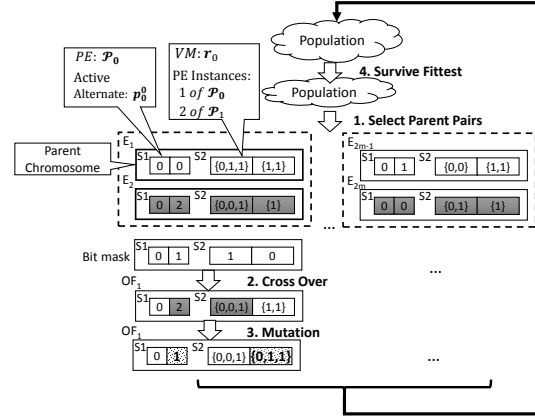 Population
PE: 𝒫₀
Active
Alternate: p₀⁰
VM: r₀
PE Instances:
1 of 𝒫₀
2 of 𝒫₁
4. Survive Fittest
Population
1. Select Parent Pairs
Parent
Chromosome
E₁
S1 0 0 S2 {0,1,1} {1,1}
E₂
S1 0 2 S2 {0,0,1} {1}
E₂ₘ₋₁
S1 0 1 S2 {0,0} {1,1}
E₂ₘ
S1 0 0 S2 {0,1} {1}
...
Bit mask S1 0 1 S2 1 0
...
2. Cross Over
OF₁
S1 0 2 S2 {0,0,1} {1,1}
3. Mutation
OF₁
S1 0 1 S2 {0,0,1} {0,1,1}
...